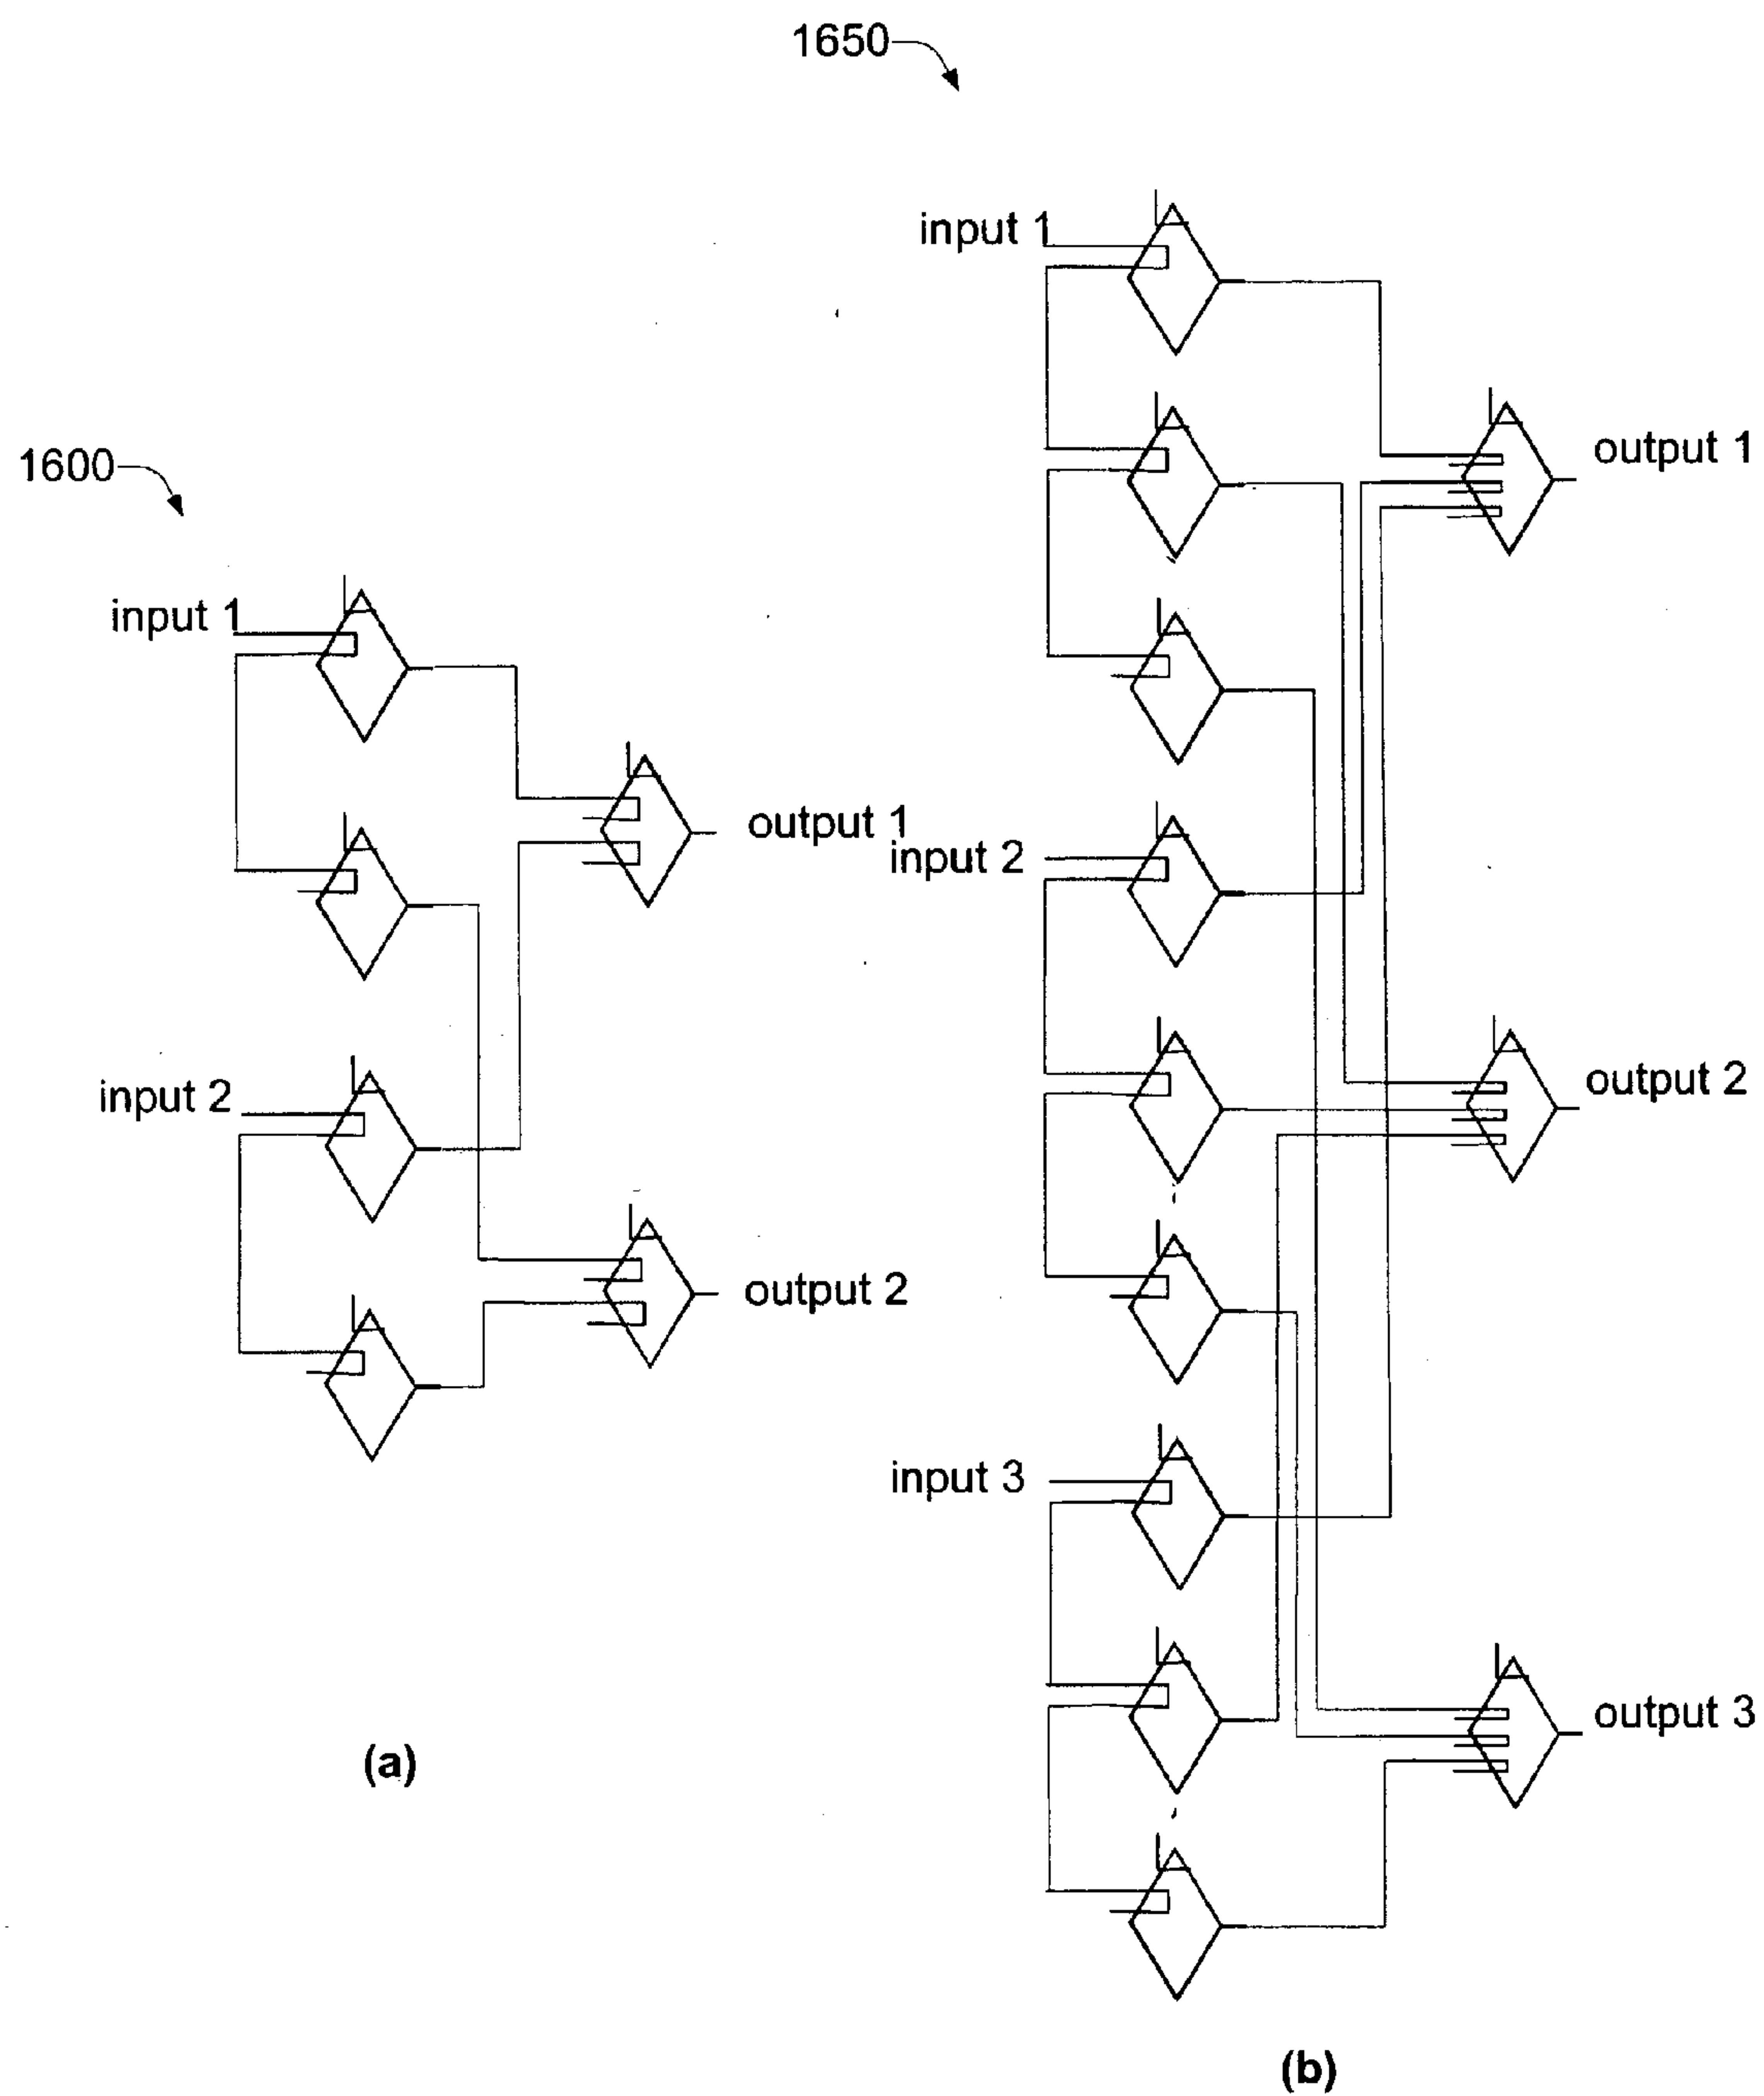 1600
input 1
output 1
input 2
output 2
(a)
1650
input 1
output 1
input 2
output 2
input 3
output 3
(b)